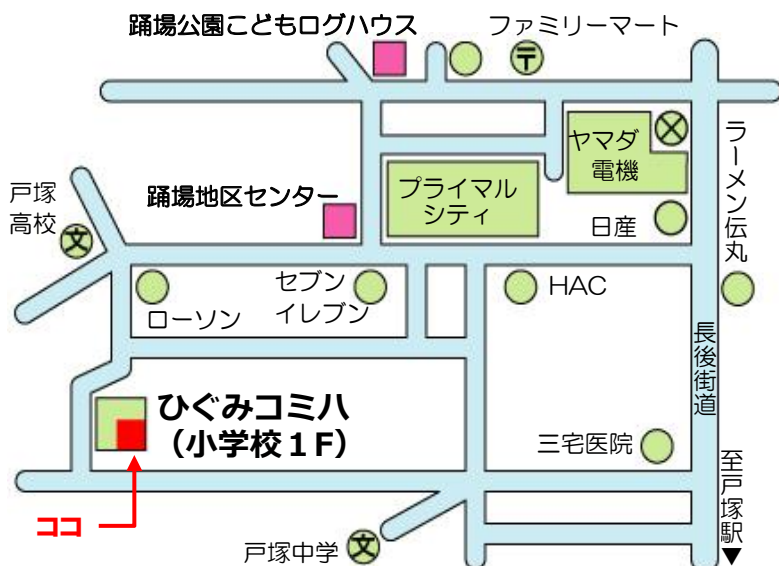 踊場公園こどもログハウス
ファミリーマート
〒
ヤマダ
電機
ラーメン伝丸
戸塚
高校
文
踊場地区センター
プライマル
シティ
日産
ローソン
セブン
イレブン
HAC
長後街道
ひぐみコミハ
（小学校１F）
三宅医院
ココ
戸塚中学
文
至戸塚駅▼